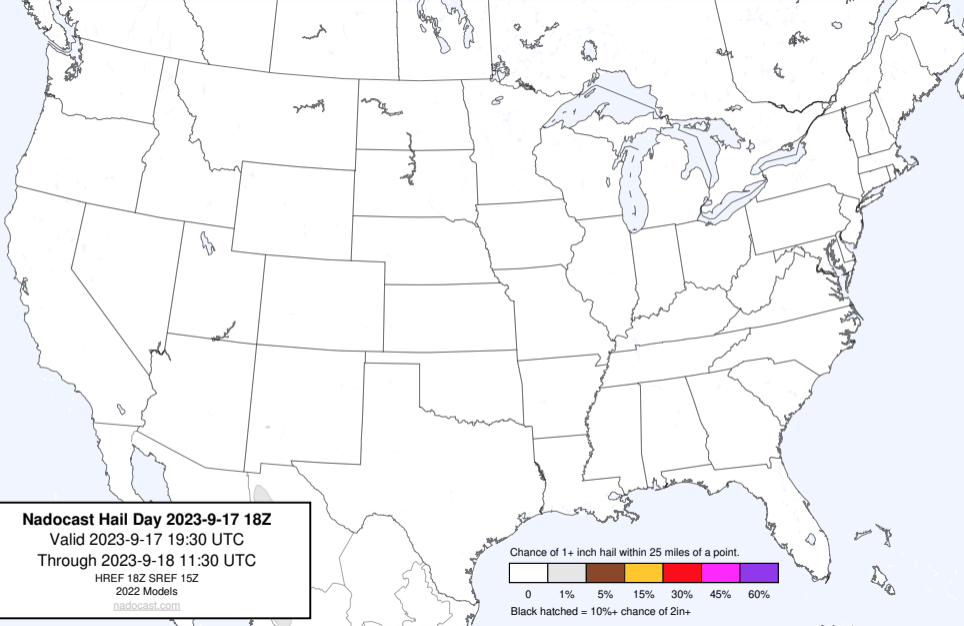 Nadocast Hail Day 2023-9-17 18Z
Valid 2023-9-17 19:30 UTC
Through 2023-9-18 11:30 UTC
HREF 18Z SREF 15Z
2022 Models
nadocast.com
Chance of 1+ inch hail within 25 miles of a point.
0 1% 5% 15% 30% 45% 60%
Black hatched = 10%+ chance of 2in+